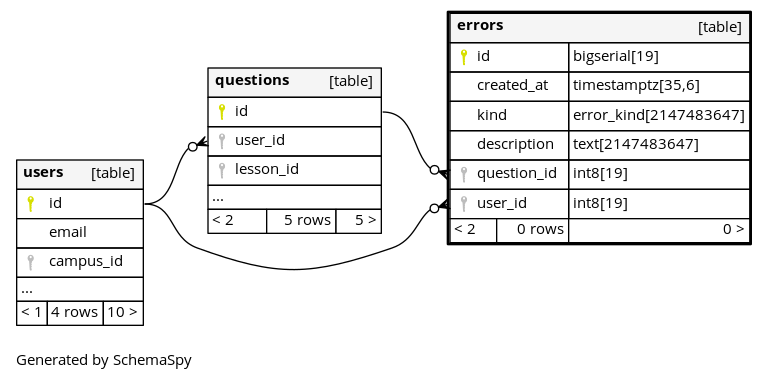 users [table]
id
email
campus_id
...
< 1 4 rows 10 >
questions [table]
id
user_id
lesson_id
...
< 2 5 rows 5 >
errors [table]
id bigserial[19]
created_at timestamptz[35,6]
kind error_kind[2147483647]
description text[2147483647]
question_id int8[19]
user_id int8[19]
< 2 0 rows 0 >
Generated by SchemaSpy